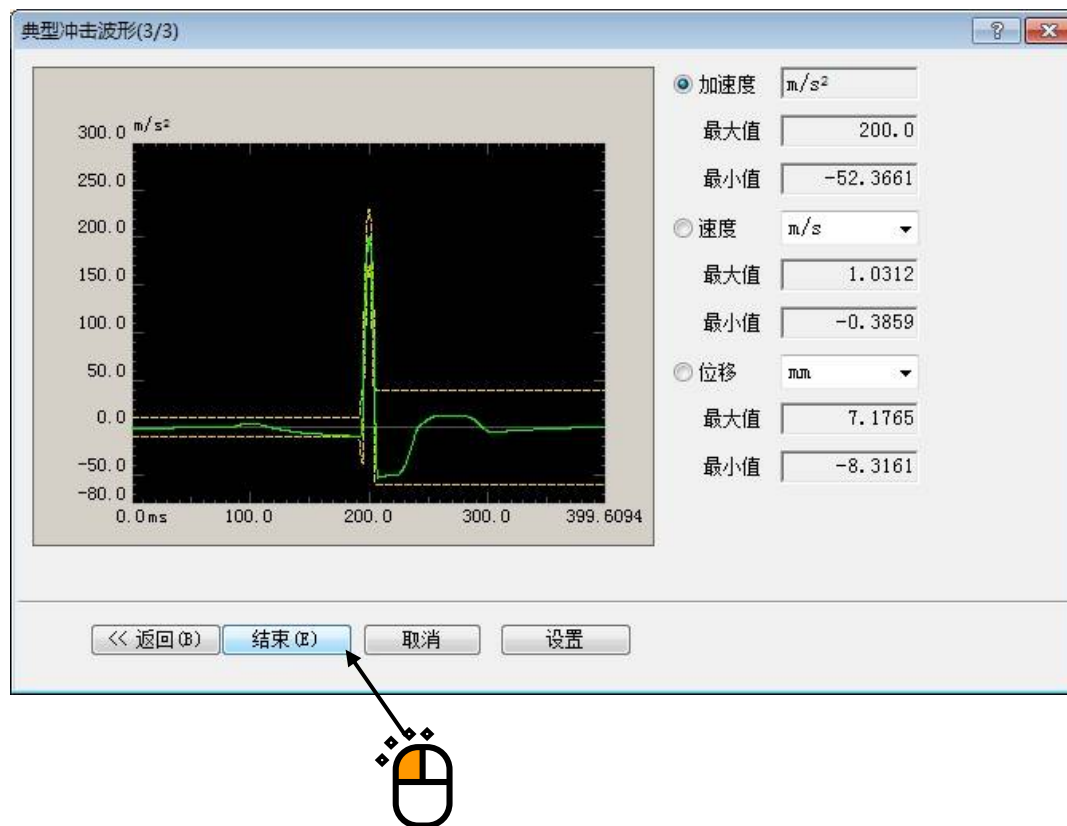 典型冲击波形(3/3)
m/s²
300.0
250.0
200.0
150.0
100.0
50.0
0.0
-50.0
-80.0
0.0ms 100.0 200.0 300.0 399.6094
加速度 m/s²
最大值 200.0
最小值 -52.3661
速度 m/s
最大值 1.0312
最小值 -0.3859
位移 mm
最大值 7.1765
最小值 -8.3161
<< 返回(B) 结束(E) 取消 设置